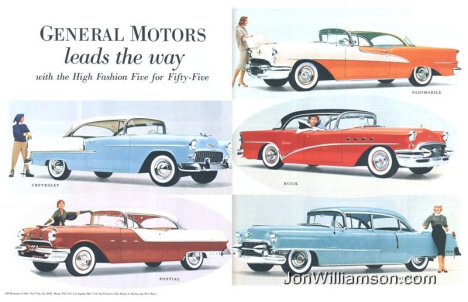 GENERAL MOTORS
leads the way
with the High Fashion Five for Fifty-Five
OLDSMOBILE
CHEVROLET
BUICK
PONTIAC
JonWilliamson.com